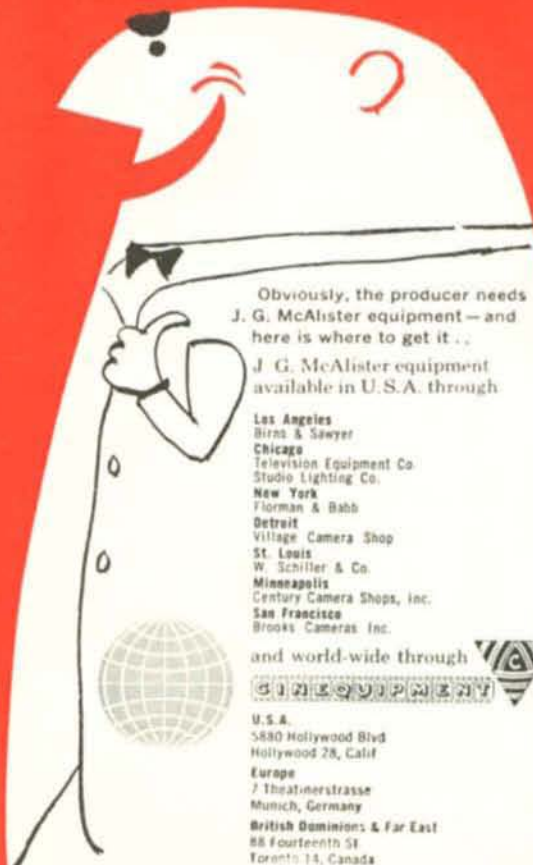 Obviously, the producer needs
J. G. McAlister equipment — and
here is where to get it . .
J G. McAlister equipment
available in U.S.A. through
Los Angeles
Birns & Sawyer
Chicago
Television Equipment Co
Studio Lighting Co.
New York
Florman & Babb
Detroit
Village Camera Shop
St. Louis
W. Schiller & Co
Minneapolis
Century Camera Shops, Inc.
San Francisco
Brooks Cameras Inc.
and world-wide through
C
CINEQUIPMENT
U.S.A.
5880 Hollywood Blvd
Hollywood 28, Calif
Europe
7 Theatinerstrasse
Munich, Germany
British Dominions & Far East
88 Fourteenth St.
Toronto 14, Canada